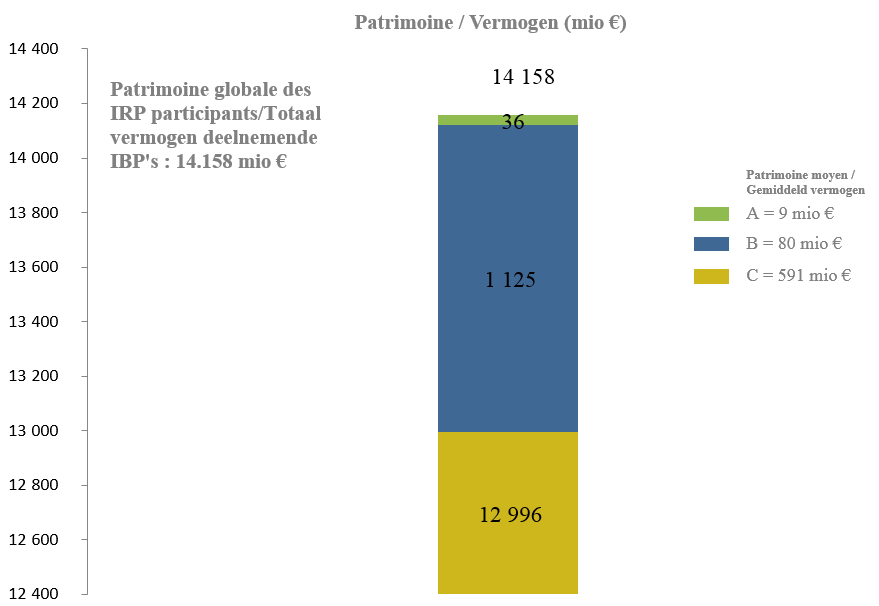 Patrimoine / Vermogen (mio €)
14 400
14 200
14 000
13 800
13 600
13 400
13 200
13 000
12 800
12 600
12 400
Patrimoine globale des
IRP participants/Totaal
vermogen deelnemende
IBP's : 14.158 mio €
14 158
36
1 125
12 996
Patrimoine moyen /
Gemiddeld vermogen
A = 9 mio €
B = 80 mio €
C = 591 mio €